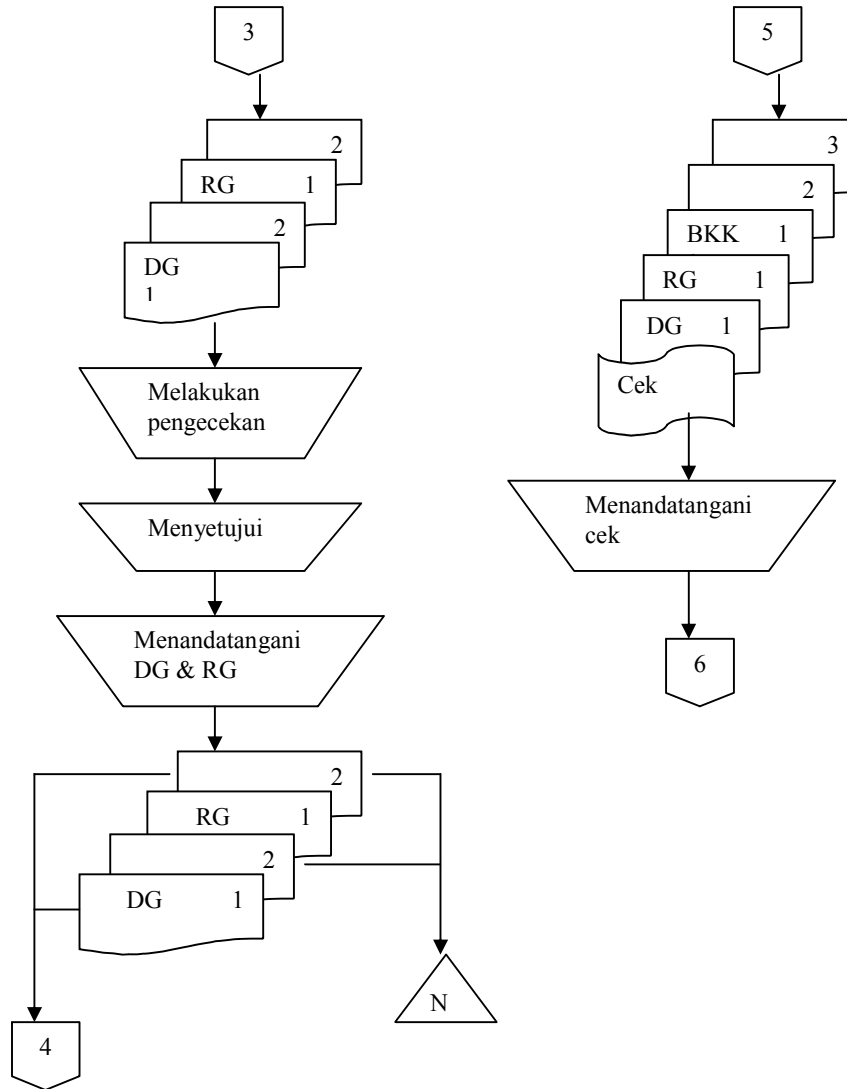 3
2
RG 1
2
DG
1
Melakukan
pengecekan
Menyetujui
Menandatangani
DG & RG
2
RG 1
2
DG 1
N
4
5
3
2
BKK 1
RG 1
DG 1
Cek
Menandatangani
cek
6